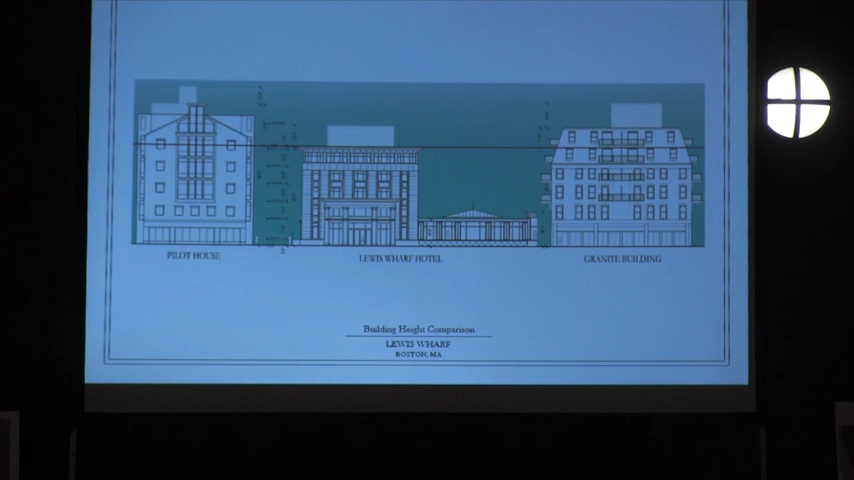 PILOT HOUSE
LEWIS WHARF HOTEL
GRANITE BUILDING
Building Height Comparison
LEWIS WHARF
BOSTON, MA